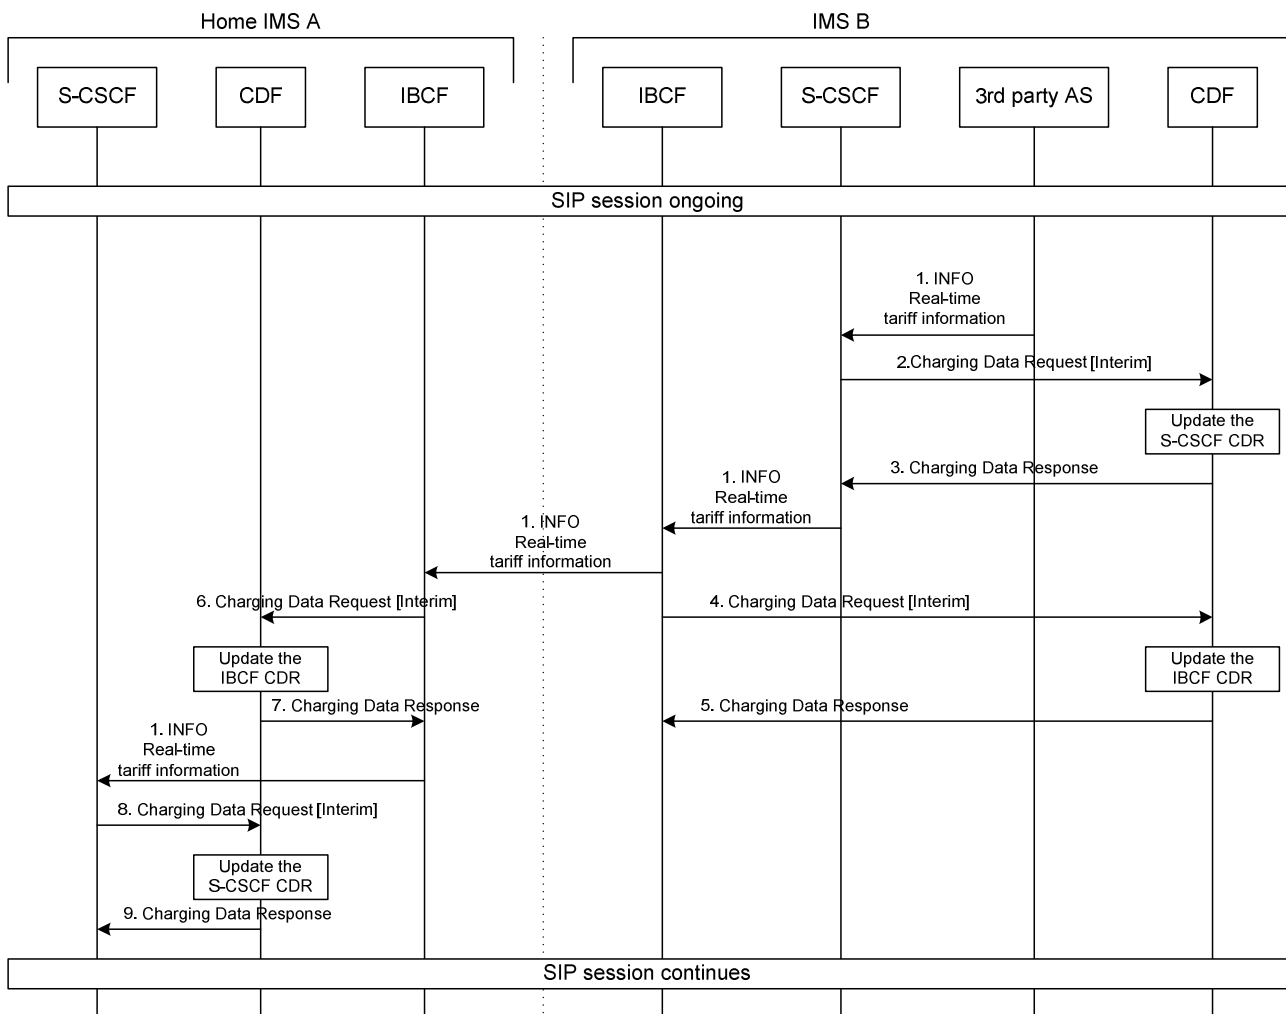 Home IMS A
IMS B
S-CSCF
CDF
IBCF
IBCF
S-CSCF
3rd party AS
CDF
SIP session ongoing
1. INFO
Real-time
tariff information
2.Charging Data Request [Interim]
Update the
S-CSCF CDR
3. Charging Data Response
1. INFO
Real-time
tariff information
1. INFO
Real-time
tariff information
6. Charging Data Request [Interim]
4. Charging Data Request [Interim]
Update the
IBCF CDR
Update the
IBCF CDR
7. Charging Data Response
5. Charging Data Response
1. INFO
Real-time
tariff information
8. Charging Data Request [Interim]
Update the
S-CSCF CDR
9. Charging Data Response
SIP session continues